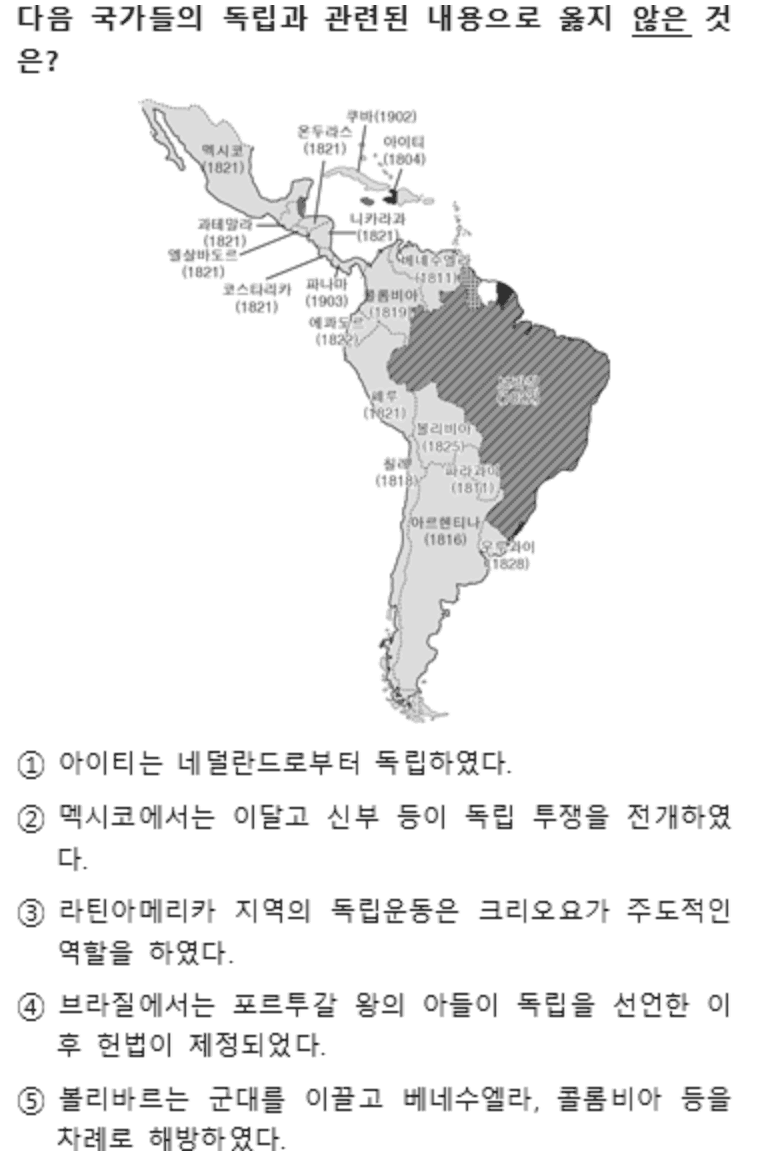 다음 국가들의 독립과 관련된 내용으로 옳지 않은 것
은?
쿠바(1902)
온두라스
(1821)
아이티
(1804)
멕시코
(1821)
과테말라
(1821)
니카라과
(1821)
엘살바도르
(1821)
베네수엘라
(1811)
코스타리카
(1821)
파나마
(1903)
콜롬비아
(1819)
에콰도르
(1822)
브라질
(1822)
페루
(1821)
볼리비아
(1825)
칠레
(1818)
파라과이
(1811)
아르헨티나
(1816)
우루과이
(1828)
① 아이티는 네덜란드로부터 독립하였다.
② 멕시코에서는 이달고 신부 등이 독립 투쟁을 전개하였
다.
③ 라틴아메리카 지역의 독립운동은 크리오요가 주도적인
역할을 하였다.
④ 브라질에서는 포르투갈 왕의 아들이 독립을 선언한 이
후 헌법이 제정되었다.
⑤ 볼리바르는 군대를 이끌고 베네수엘라, 콜롬비아 등을
차례로 해방하였다.